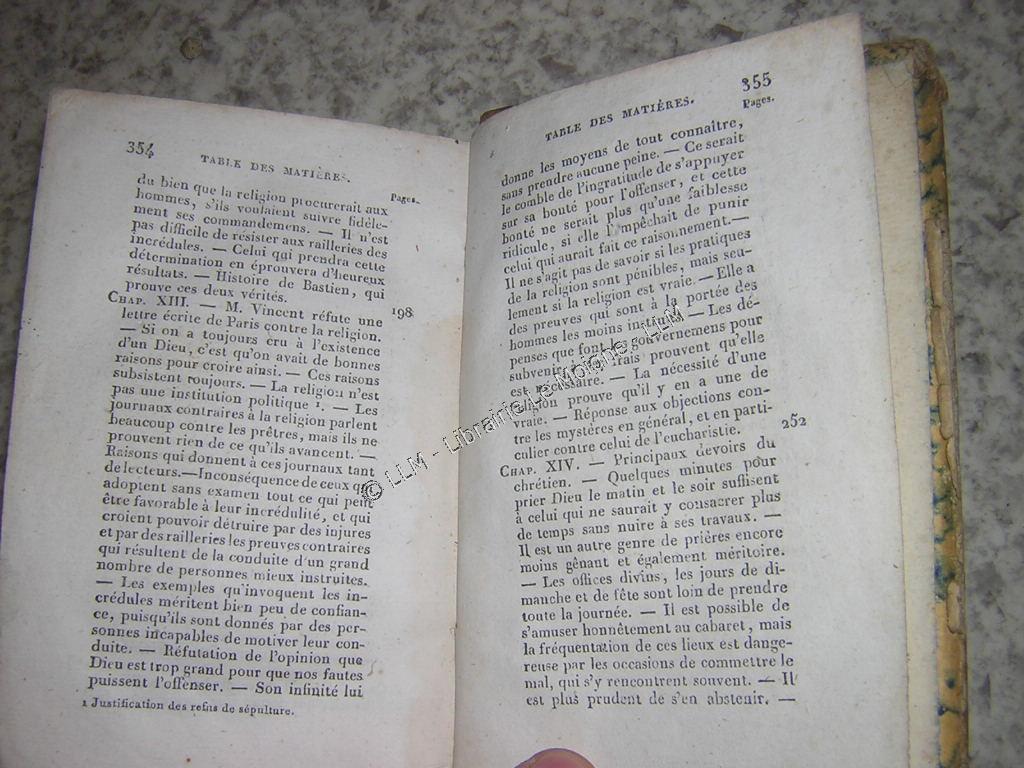 354
TABLE DES MATIÈRES.
Pages.
du bien que la religion procurerait aux
hommes, s'ils voulaient suivre fidèle-
ment ses commandemens. — Il n'est
pas difficile de résister aux railleries des
incrédules. — Celui qui prendra cette
détermination en éprouvera d'heureux
résultats. — Histoire de Bastien, qui
prouve ces deux vérités. 198
CHAP. XIII. — M. Vincent réfute une
lettre écrite de Paris contre la religion.
— Si on a toujours cru à l'existence
d'un Dieu, c'est qu'on avait de bonnes
raisons pour croire ainsi. — Ces raisons
subsistent toujours. — La religion n'est
pas une institution politique 1. — Les
journaux contraires à la religion parlent
beaucoup contre les prêtres, mais ils ne
prouvent rien de ce qu'ils avancent. —
Raisons qui donnent à ces journaux tant
de lecteurs. — Inconséquence de ceux qui
adoptent sans examen tout ce qui peut
être favorable à leur incrédulité, et qui
croient pouvoir détruire par des injures
et par des railleries les preuves contraires
qui résultent de la conduite d'un grand
nombre de personnes mieux instruites.
— Les exemples qu'invoquent les in-
crédules méritent bien peu de confian-
ce, puisqu'ils sont donnés par des per-
sonnes incapables de motiver leur con-
duite. — Réfutation de l'opinion que
Dieu est trop grand pour que nos fautes
puissent l'offenser. — Son infinité lui
1 Justification des refus de sépulture.
355
TABLE DES MATIÈRES.
Pages.
donne les moyens de tout connaître,
sans prendre aucune peine. — Ce serait
le comble de l'ingratitude de s'appuyer
sur sa bonté pour l'offenser, et cette
bonté ne serait plus qu'une faiblesse
ridicule, si elle l'empêchait de punir
celui qui aurait fait ce raisonnement. —
Il ne s'agit pas de savoir si les pratiques
de la religion sont pénibles, mais seu-
lement si la religion est vraie. — Elle a
des preuves qui sont à la portée des
hommes les moins instruits. — Les dé-
penses que font les gouvernemens pour
subvenir à ses frais prouvent qu'elle
est nécessaire. — La nécessité d'une
religion prouve qu'il y en a une de
vraie. — Réponse aux objections con-
tre les mystères en général, et en parti-
culier contre celui de l'eucharistie. 252
CHAP. XIV. — Principaux devoirs du
chrétien. — Quelques minutes pour
prier Dieu le matin et le soir suffisent
à celui qui ne saurait y consacrer plus
de temps sans nuire à ses travaux. —
Il est un autre genre de prières encore
moins gênant et également méritoire.
— Les offices divins, les jours de di-
manche et de fête sont loin de prendre
toute la journée. — Il est possible de
s'amuser honnêtement au cabaret, mais
la fréquentation de ces lieux est dange-
reuse par les occasions de commettre le
mal, qui s'y rencontrent souvent. — Il
est plus prudent de s'en abstenir. —
© LLM - Librairie Le Moigne, LLM